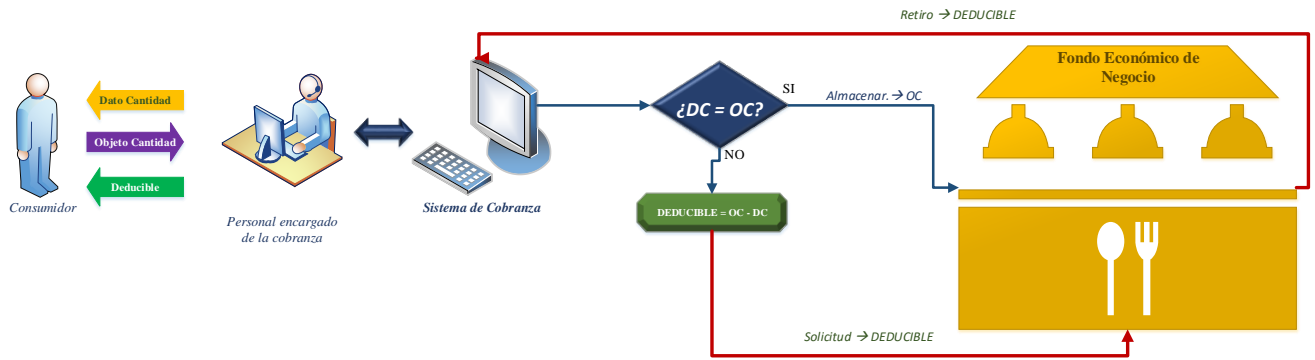 Retiro → DEDUCIBLE
Fondo Económico de
Negocio
Dato Cantidad
Objeto Cantidad
Deducible
Consumidor
Personal encargado
de la cobranza
Sistema de Cobranza
¿DC = OC?
SI
Almacenar. → OC
NO
DEDUCIBLE = OC - DC
Solicitud → DEDUCIBLE